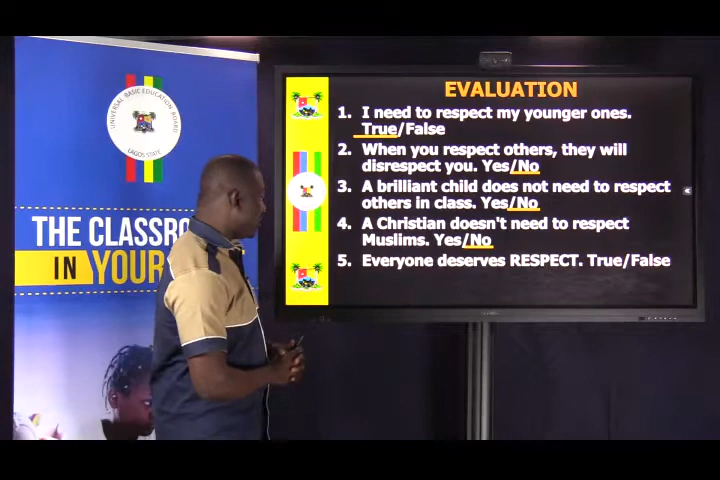 UNIVERSAL BASIC EDUCATION BOARD
LAGOS STATE
THE CLASSRO
IN YOUR
EVALUATION
1. I need to respect my younger ones.
True/False
2. When you respect others, they will
disrespect you. Yes/No
3. A brilliant child does not need to respect
others in class. Yes/No
4. A Christian doesn't need to respect
Muslims. Yes/No
5. Everyone deserves RESPECT. True/False